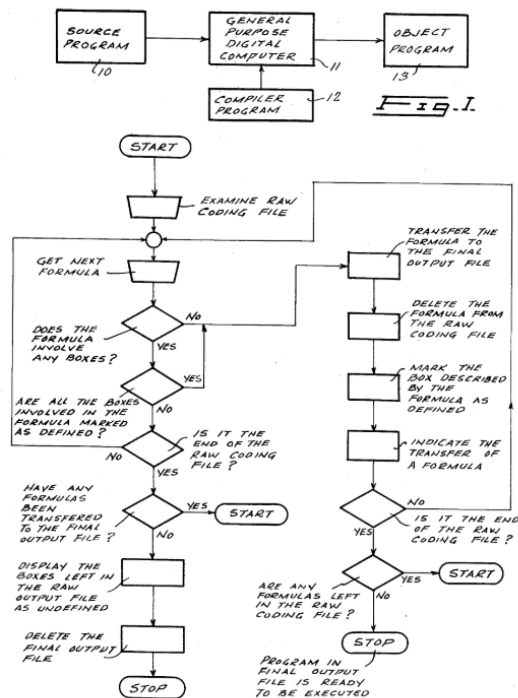 SOURCE
PROGRAM
10
GENERAL
PURPOSE
DIGITAL
COMPUTER
11
OBJECT
PROGRAM
13
COMPILER
PROGRAM
12
Fig. I.
START
EXAMINE RAW
CODING FILE
GET NEXT
FORMULA
DOES THE
FORMULA
INVOLVE
ANY BOXES?
NO
YES
ARE ALL THE BOXES
INVOLVED IN THE
FORMULA MARKED
AS DEFINED?
YES
NO
IS IT THE
END OF THE
RAW CODING
FILE?
NO
YES
HAVE ANY
FORMULAS
BEEN
TRANSFERED
TO THE FINAL
OUTPUT FILE?
YES
START
NO
DISPLAY THE
BOXES LEFT IN
THE RAW
OUTPUT FILE
AS UNDEFINED
DELETE THE
FINAL OUTPUT
FILE
STOP
TRANSFER THE
FORMULA TO
THE FINAL
OUTPUT FILE
DELETE THE
FORMULA FROM
THE RAW
CODING FILE
MARK THE
BOX DESCRIBED
BY THE
FORMULA AS
DEFINED
INDICATE THE
TRANSFER OF
A FORMULA
NO
IS IT THE END
OF THE RAW
CODING FILE?
YES
ARE ANY
FORMULAS LEFT
IN THE RAW
CODING FILE?
YES
START
NO
STOP
PROGRAM IN
FINAL OUTPUT
FILE IS READY
TO BE EXECUTED